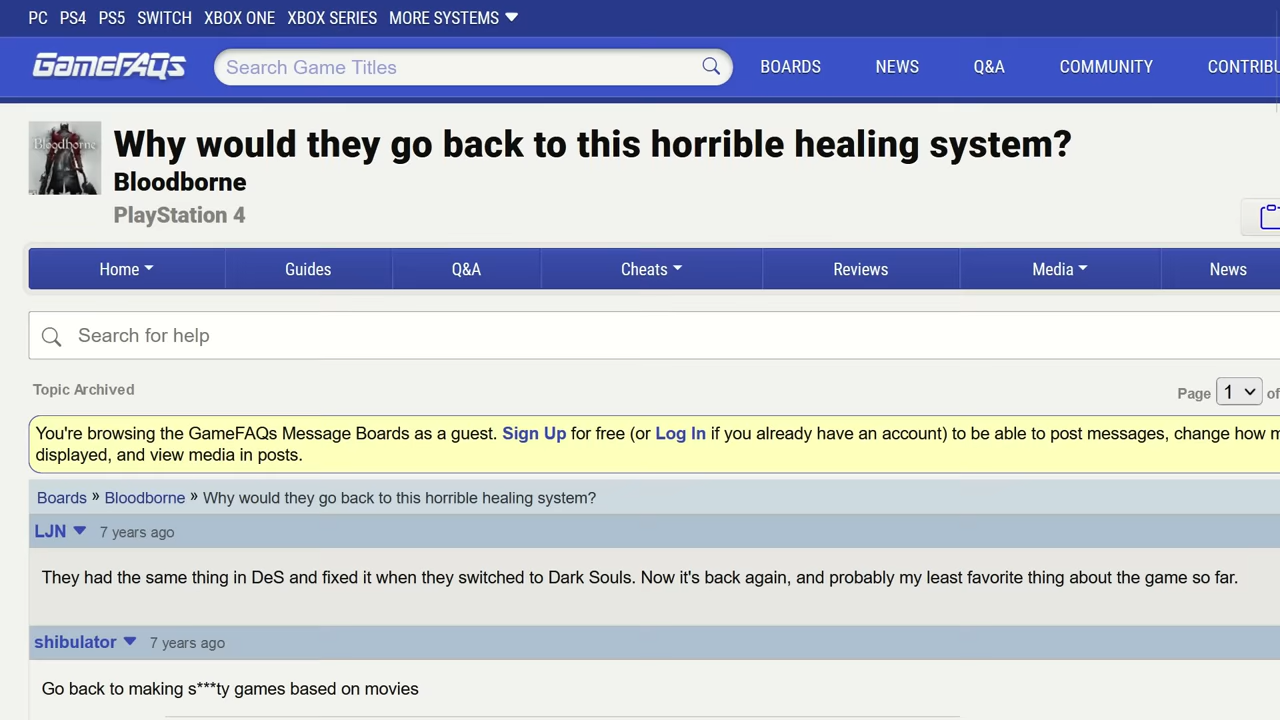 PC PS4 PS5 SWITCH XBOX ONE XBOX SERIES MORE SYSTEMS
GameFAQs Search Game Titles BOARDS NEWS Q&A COMMUNITY CONTRIBU
Bloodborne
Why would they go back to this horrible healing system?
Bloodborne
PlayStation 4
Home Guides Q&A Cheats Reviews Media News
Search for help
Topic Archived Page 1 of
You're browsing the GameFAQs Message Boards as a guest. Sign Up for free (or Log In if you already have an account) to be able to post messages, change how m
displayed, and view media in posts.
Boards » Bloodborne » Why would they go back to this horrible healing system?
LJN 7 years ago
They had the same thing in DeS and fixed it when they switched to Dark Souls. Now it's back again, and probably my least favorite thing about the game so far.
shibulator 7 years ago
Go back to making s***ty games based on movies